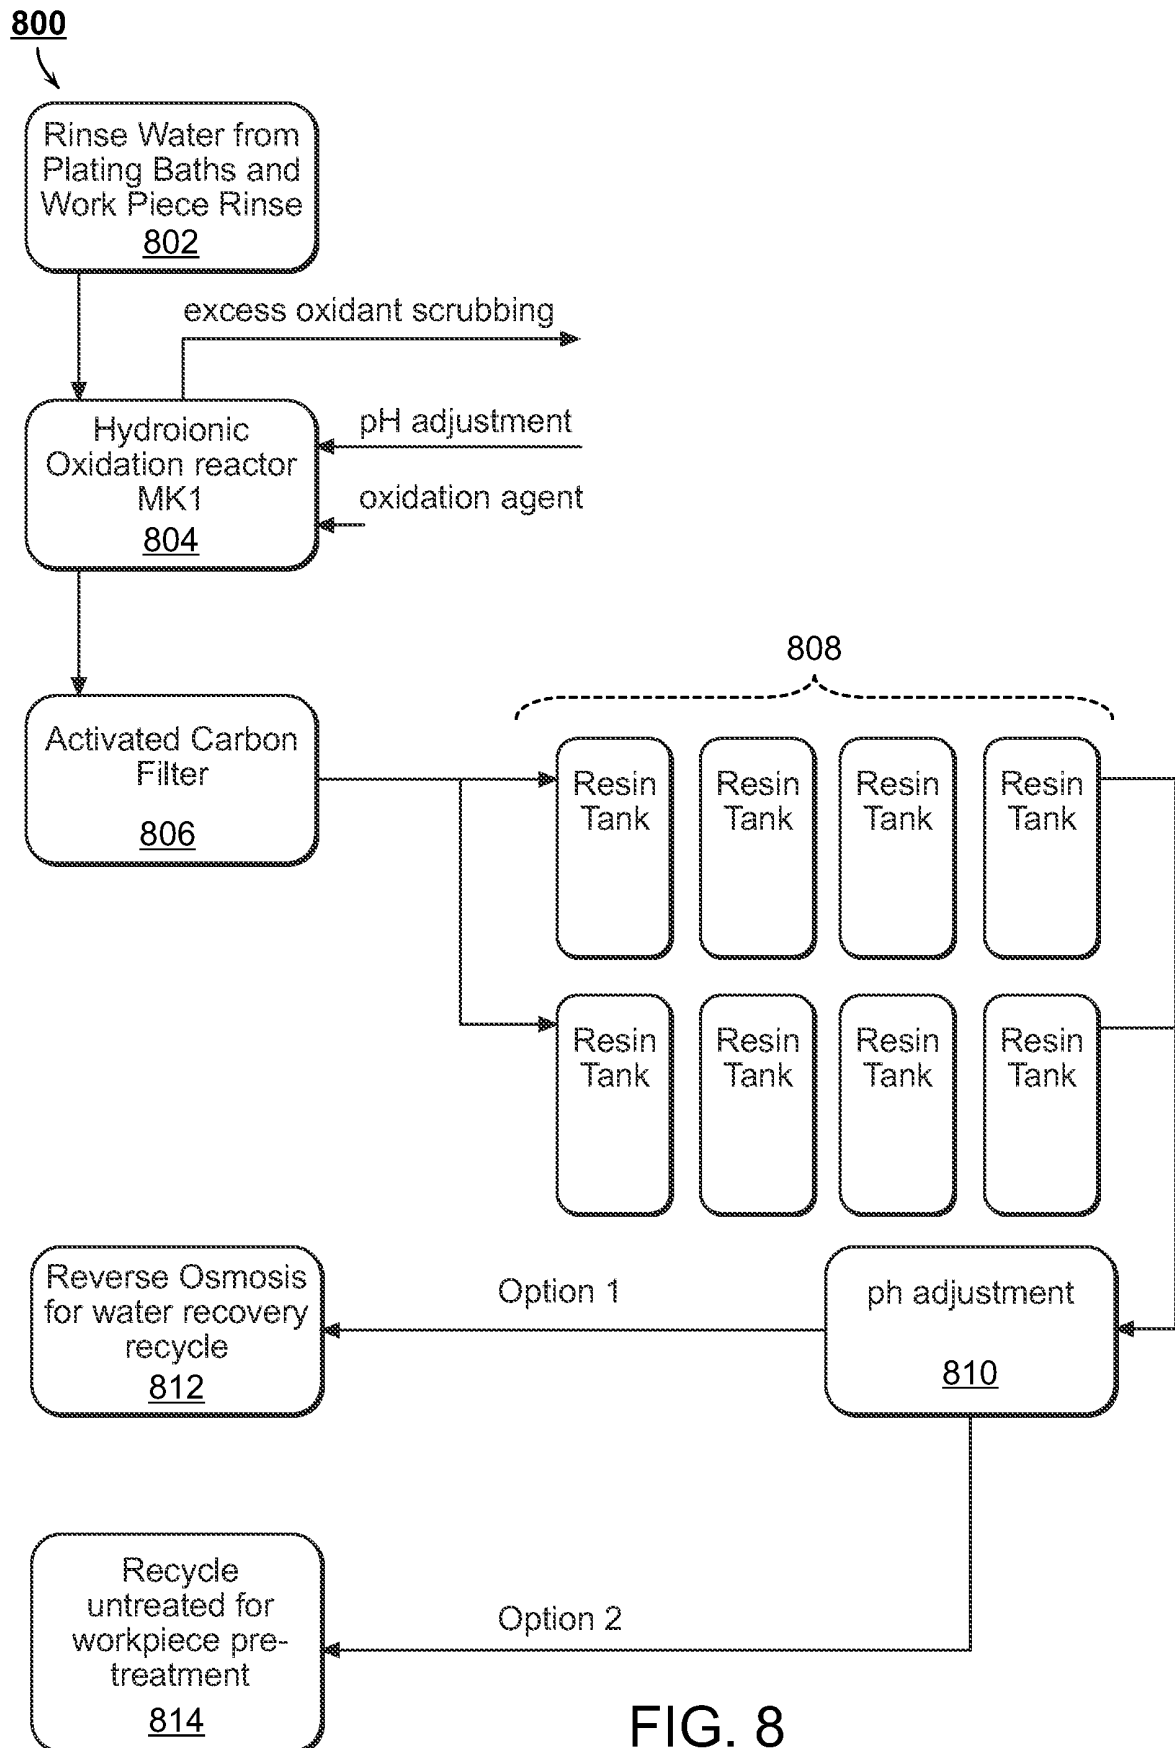 800
Rinse Water from
Plating Baths and
Work Piece Rinse
802
excess oxidant scrubbing
pH adjustment
oxidation agent
Hydroionic
Oxidation reactor
MK1
804
808
Activated Carbon
Filter
806
Resin
Tank
Resin
Tank
Resin
Tank
Resin
Tank
Resin
Tank
Resin
Tank
Resin
Tank
Resin
Tank
ph adjustment
810
Option 1
Reverse Osmosis
for water recovery
recycle
812
Option 2
Recycle
untreated for
workpiece pre-
treatment
814
FIG. 8